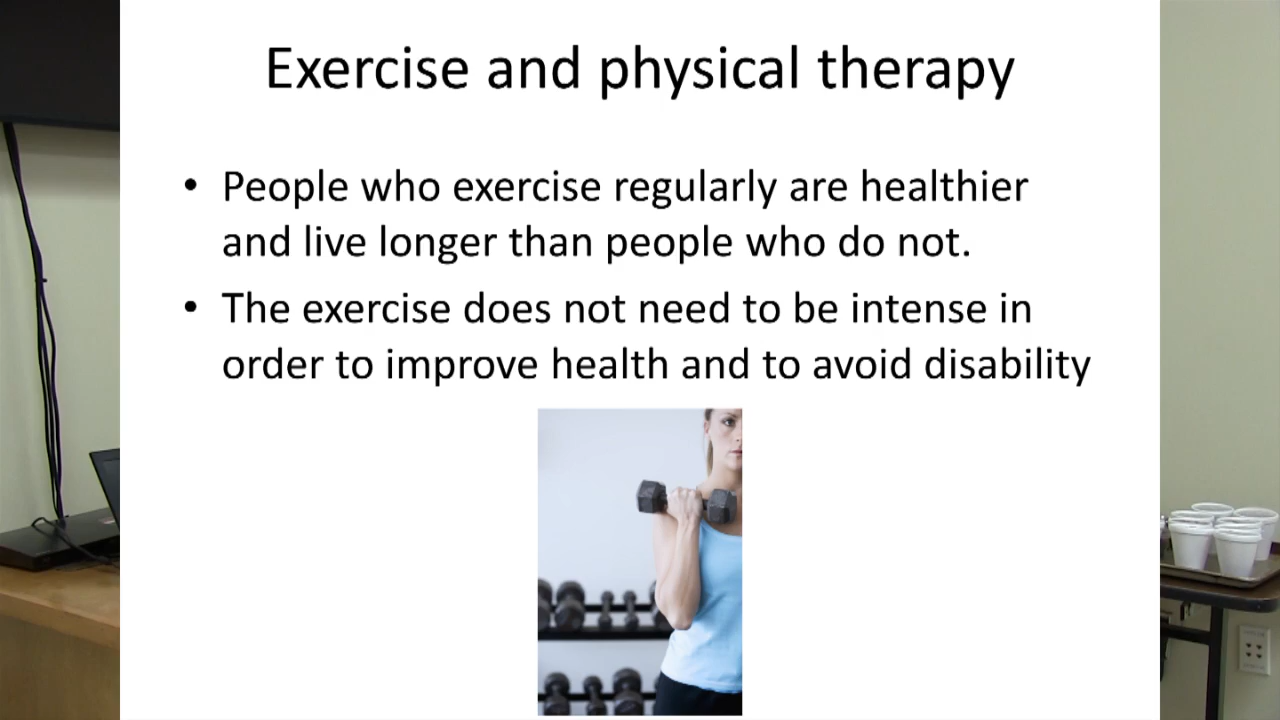 Exercise and physical therapy
• People who exercise regularly are healthier
and live longer than people who do not.
• The exercise does not need to be intense in
order to improve health and to avoid disability